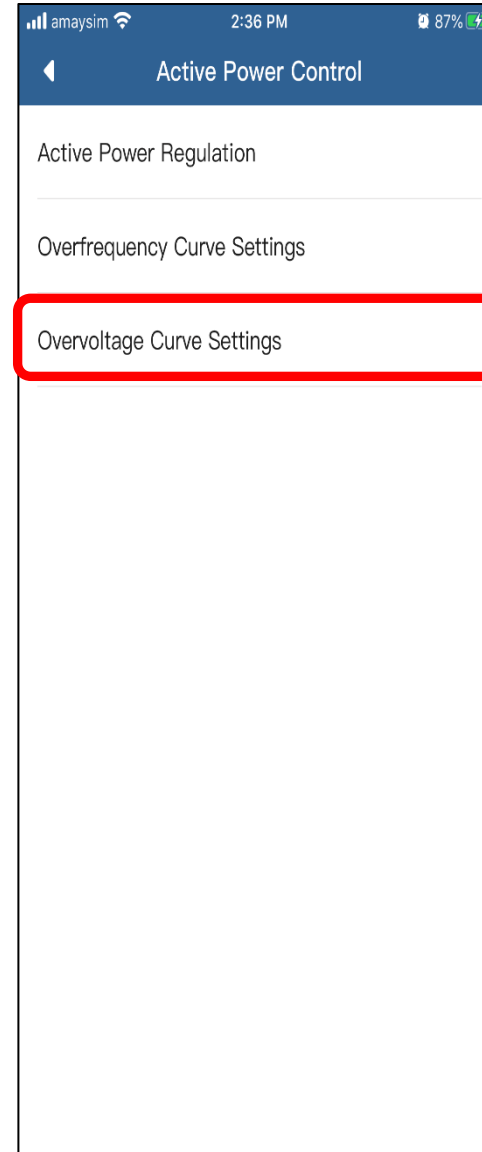 amaysim 2:36 PM 87%
Active Power Control
Active Power Regulation
Overfrequency Curve Settings
Overvoltage Curve Settings